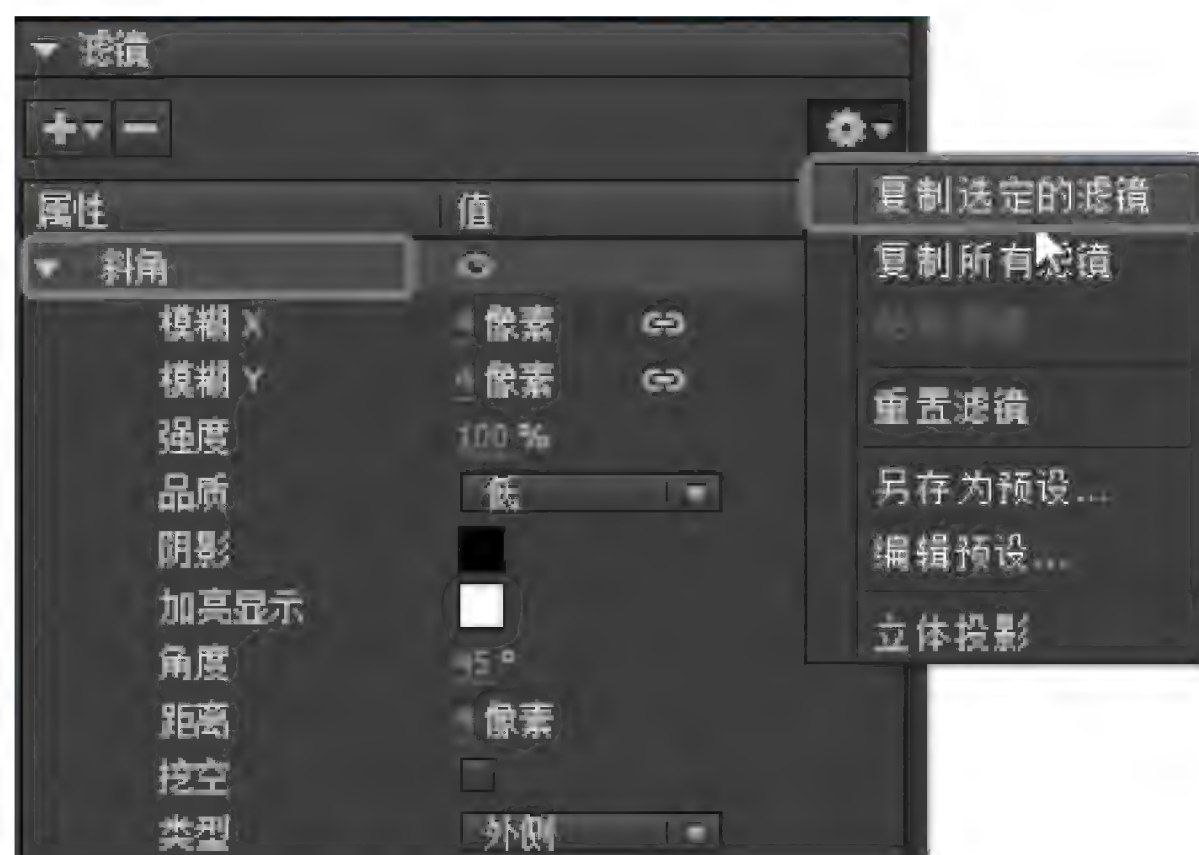 滤镜
属性 值
复制选定的滤镜
斜角
复制所有滤镜
模糊 X 像素
模糊 Y 像素
重置滤镜
强度 100 %
品质 低
另存为预设...
阴影
编辑预设...
加亮显示
立体投影
角度
距离 像素
挖空
类型 外侧